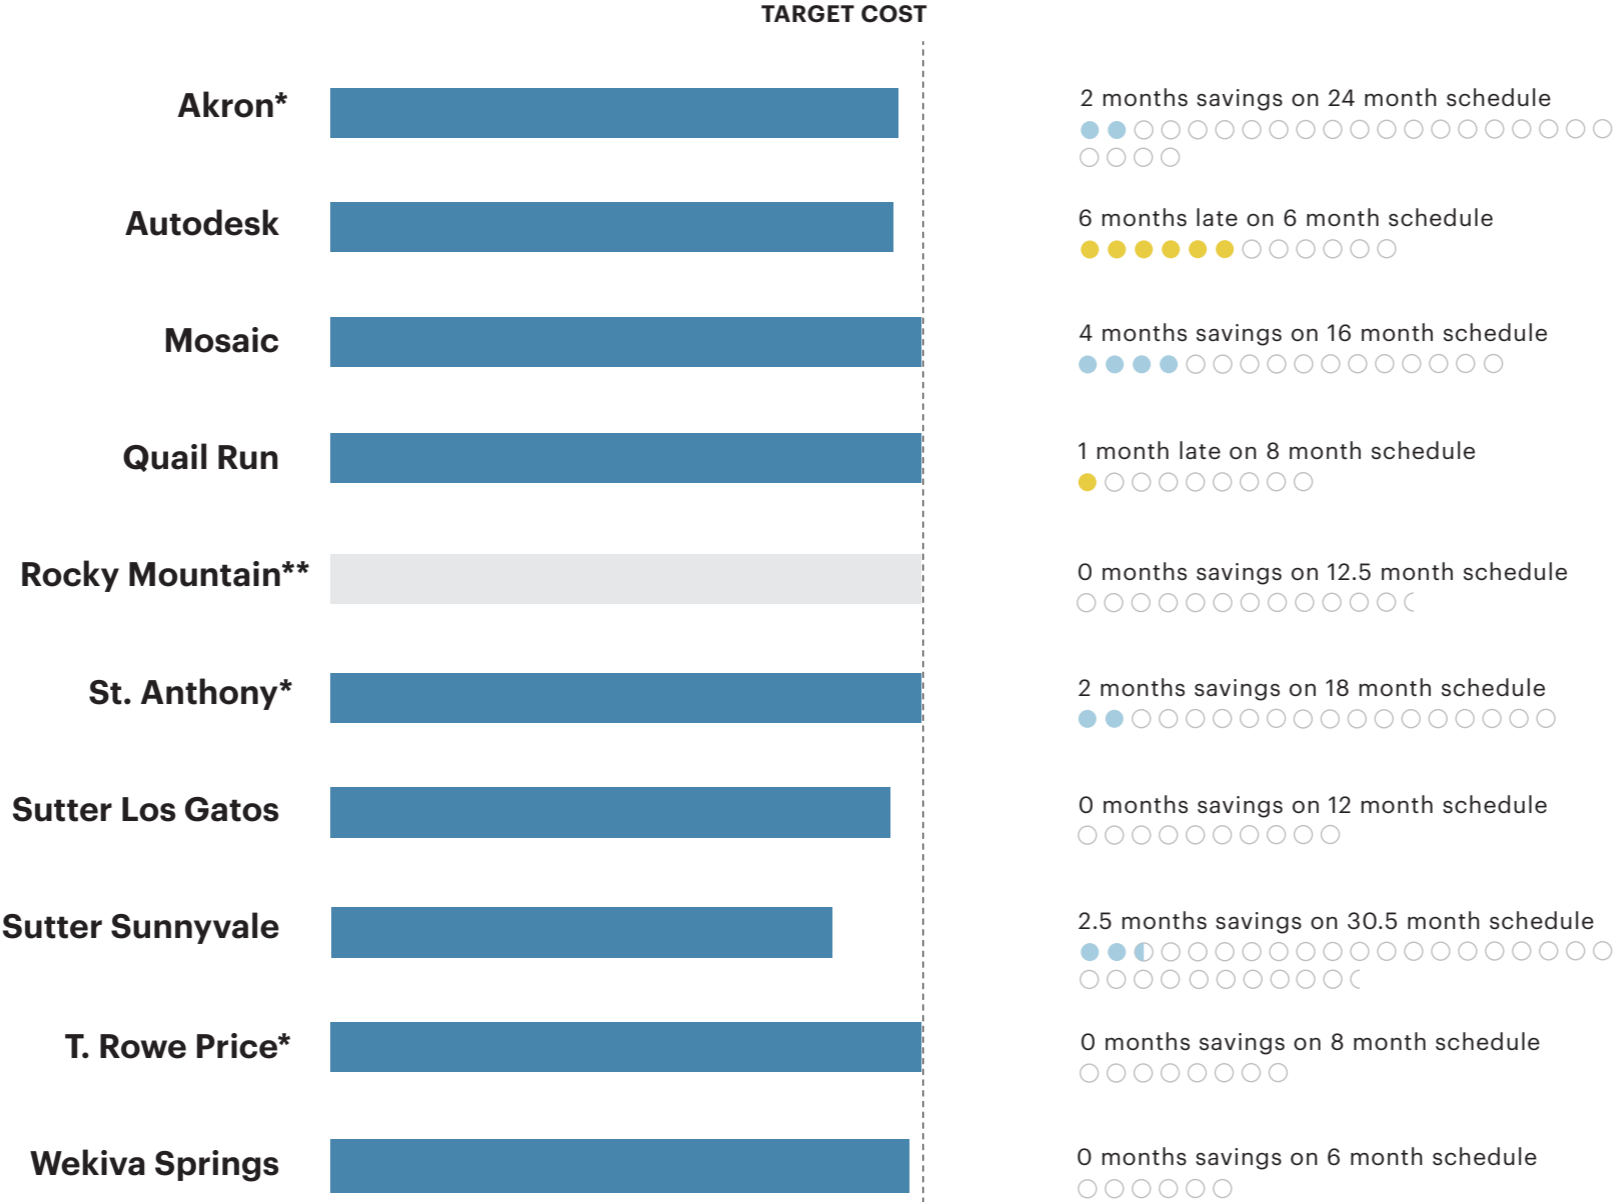 TARGET COST
Akron*
2 months savings on 24 month schedule
Autodesk
6 months late on 6 month schedule
Mosaic
4 months savings on 16 month schedule
Quail Run
1 month late on 8 month schedule
Rocky Mountain**
0 months savings on 12.5 month schedule
St. Anthony*
2 months savings on 18 month schedule
Sutter Los Gatos
0 months savings on 12 month schedule
Sutter Sunnyvale
2.5 months savings on 30.5 month schedule
T. Rowe Price*
0 months savings on 8 month schedule
Wekiva Springs
0 months savings on 6 month schedule